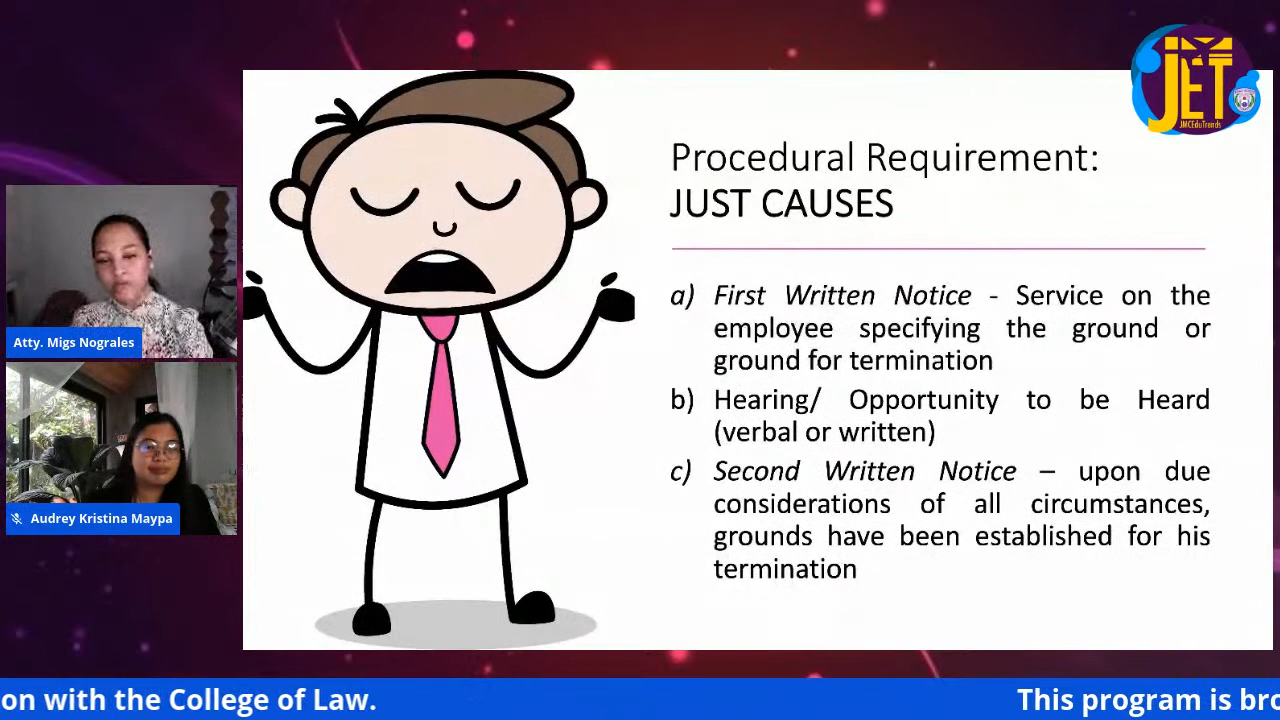 JET
JMCEduTrends
Procedural Requirement:
JUST CAUSES
a) First Written Notice - Service on the
employee specifying the ground or
ground for termination
b) Hearing/ Opportunity to be Heard
(verbal or written)
c) Second Written Notice – upon due
considerations of all circumstances,
grounds have been established for his
termination
Atty. Migs Nograles
Audrey Kristina Maypa
on with the College of Law.
This program is bro